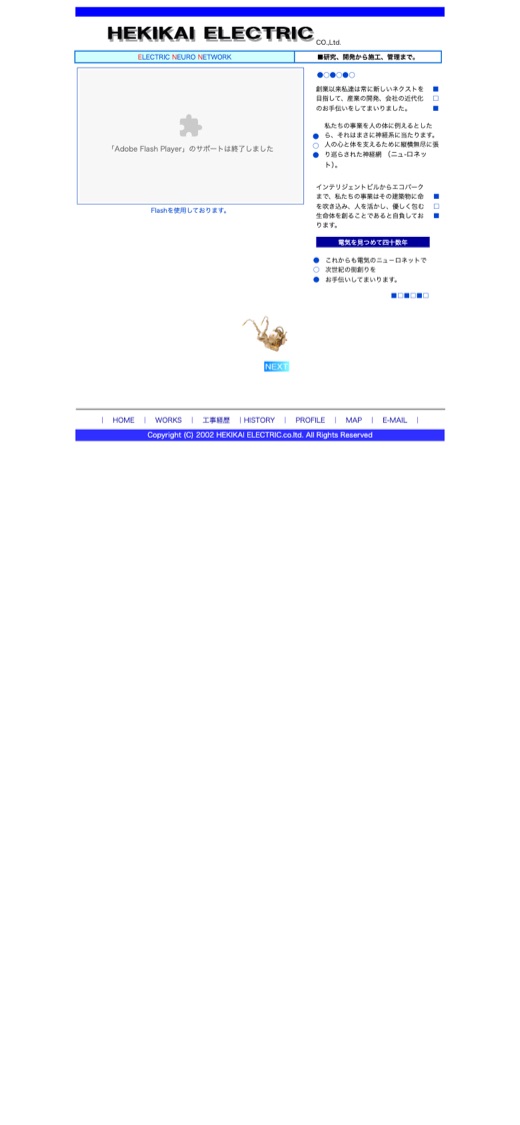 HEKIKAI ELECTRIC CO.,Ltd.
ELECTRIC NEURO NETWORK
■研究、開発から施工、管理まで。
●○●○●○
創業以来私達は常に新しいネクストを ■
目指して、産業の開発、会社の近代化 □
のお手伝いをしてまいりました。 ■
「Adobe Flash Player」のサポートは終了しました
Flashを使用しております。
私たちの事業を人の体に例えるとした
● ら、それはまさに神経系に当たります。
○ 人の心と体を支えるために縦横無尽に張
● り巡らされた神経網 （ニューロネッ
ト）。
インテリジェントビルからエコパーク
まで、私たちの事業はその建築物に命 ■
を吹き込み、人を活かし、優しく包む □
生命体を創ることであると自負してお ■
ります。
電気を見つめて四十数年
● これからも電気のニューロネットで
○ 次世紀の街創りを
● お手伝いしてまいります。
■□■□■□
NEXT
| HOME | WORKS | 工事経歴 | HISTORY | PROFILE | MAP | E-MAIL |
Copyright (C) 2002 HEKIKAI ELECTRIC.co.ltd. All Rights Reserved